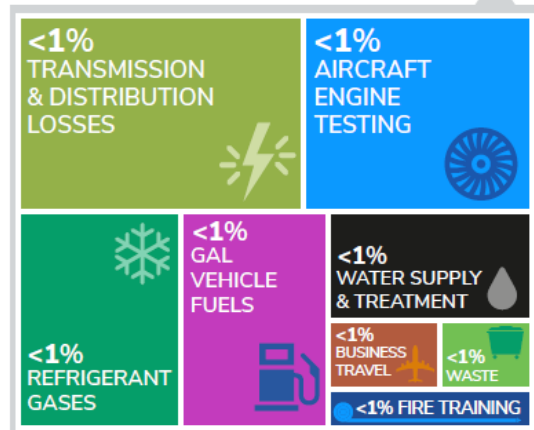 <1%
TRANSMISSION
& DISTRIBUTION
LOSSES
<1%
AIRCRAFT
ENGINE
TESTING
<1%
REFRIGERANT
GASES
<1%
GAL
VEHICLE
FUELS
<1%
WATER SUPPLY
& TREATMENT
<1%
BUSINESS
TRAVEL
<1%
WASTE
<1% FIRE TRAINING